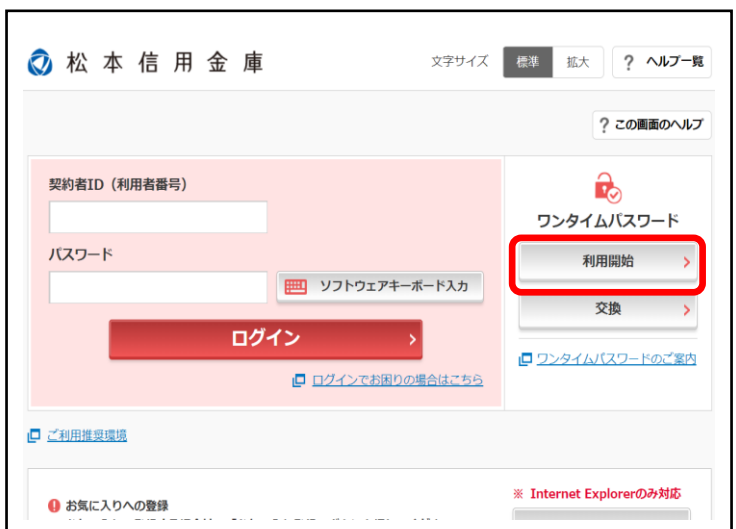 松本信用金庫
文字サイズ 標準 拡大 ? ヘルプ一覧
? この画面のヘルプ
契約者ID（利用者番号）
パスワード
ソフトウェアキーボード入力
ログイン
ログインでお困りの場合はこちら
ワンタイムパスワード
利用開始
交換
ワンタイムパスワードのご案内
ご利用推奨環境
お気に入りへの登録
※ Internet Explorerのみ対応